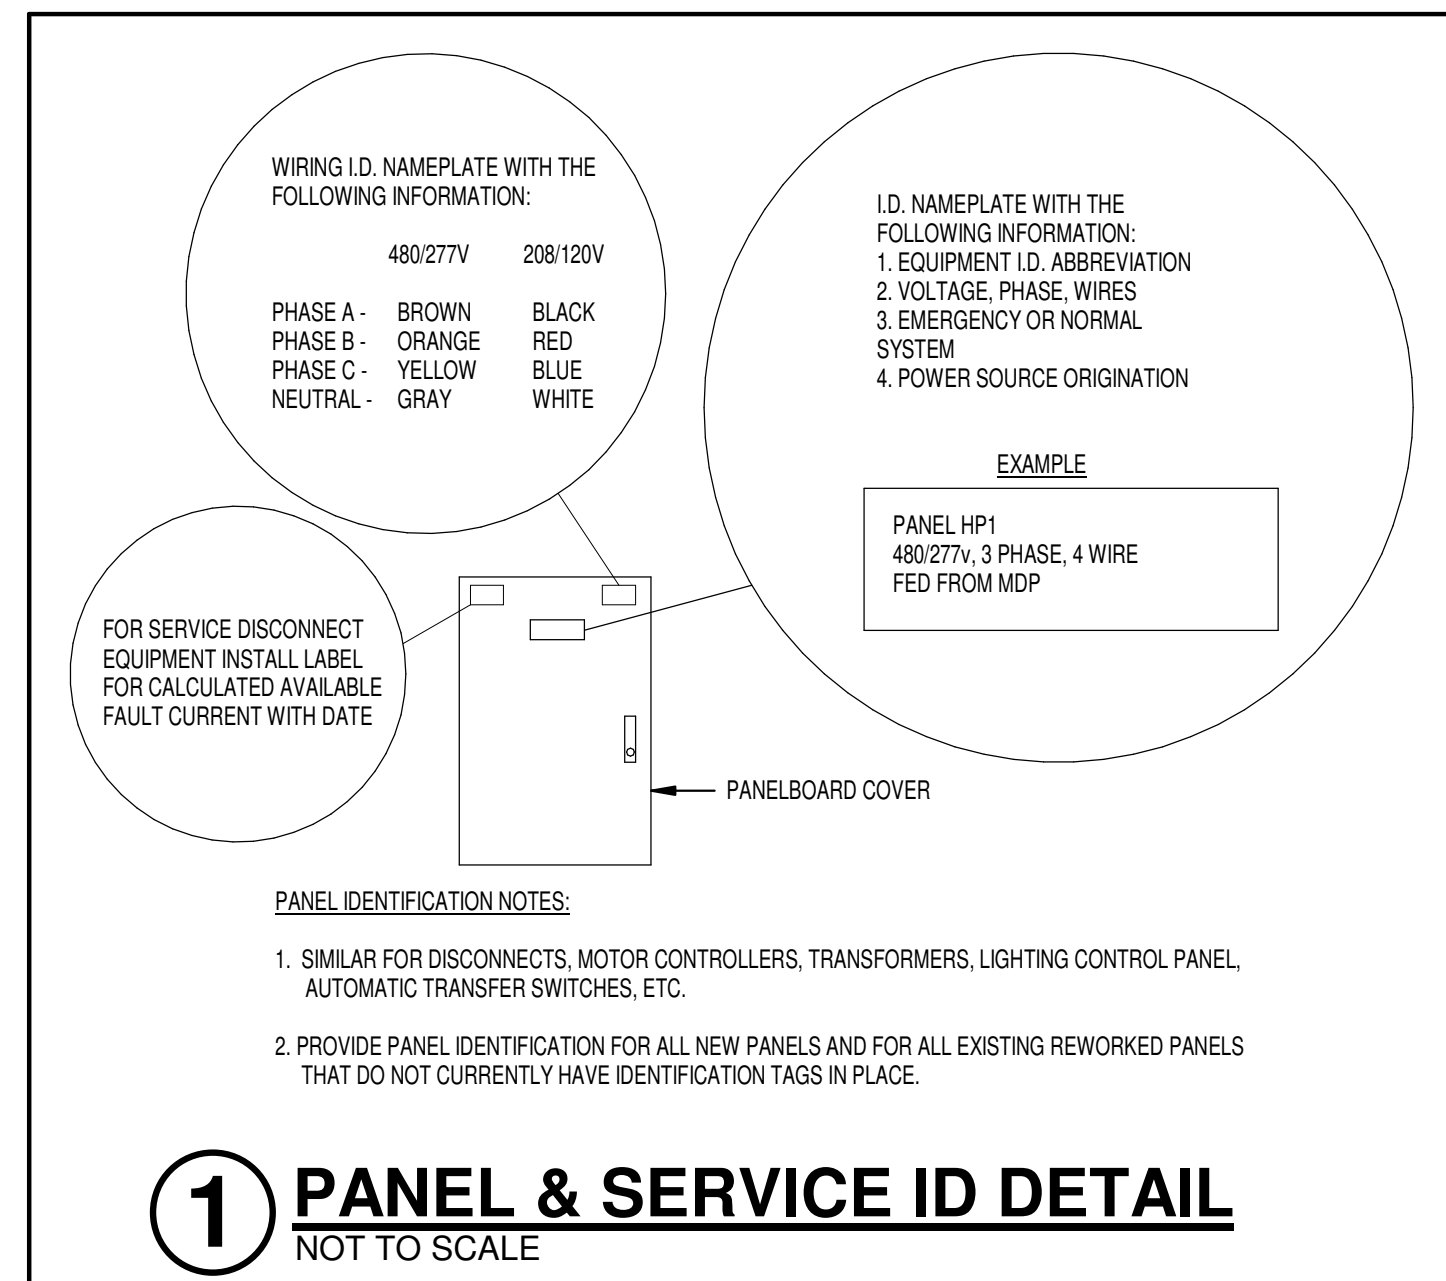 WIRING I.D. NAMEPLATE WITH THE
FOLLOWING INFORMATION:
480/277V 208/120V
PHASE A - BROWN BLACK
PHASE B - ORANGE RED
PHASE C - YELLOW BLUE
NEUTRAL - GRAY WHITE
I.D. NAMEPLATE WITH THE
FOLLOWING INFORMATION:
1. EQUIPMENT I.D. ABBREVIATION
2. VOLTAGE, PHASE, WIRES
3. EMERGENCY OR NORMAL
SYSTEM
4. POWER SOURCE ORIGINATION
EXAMPLE
PANEL HP1
480/277v, 3 PHASE, 4 WIRE
FED FROM MDP
FOR SERVICE DISCONNECT
EQUIPMENT INSTALL LABEL
FOR CALCULATED AVAILABLE
FAULT CURRENT WITH DATE
PANELBOARD COVER
PANEL IDENTIFICATION NOTES:
1. SIMILAR FOR DISCONNECTS, MOTOR CONTROLLERS, TRANSFORMERS, LIGHTING CONTROL PANEL,
AUTOMATIC TRANSFER SWITCHES, ETC.
2. PROVIDE PANEL IDENTIFICATION FOR ALL NEW PANELS AND FOR ALL EXISTING REWORKED PANELS
THAT DO NOT CURRENTLY HAVE IDENTIFICATION TAGS IN PLACE.
1 PANEL & SERVICE ID DETAIL
NOT TO SCALE